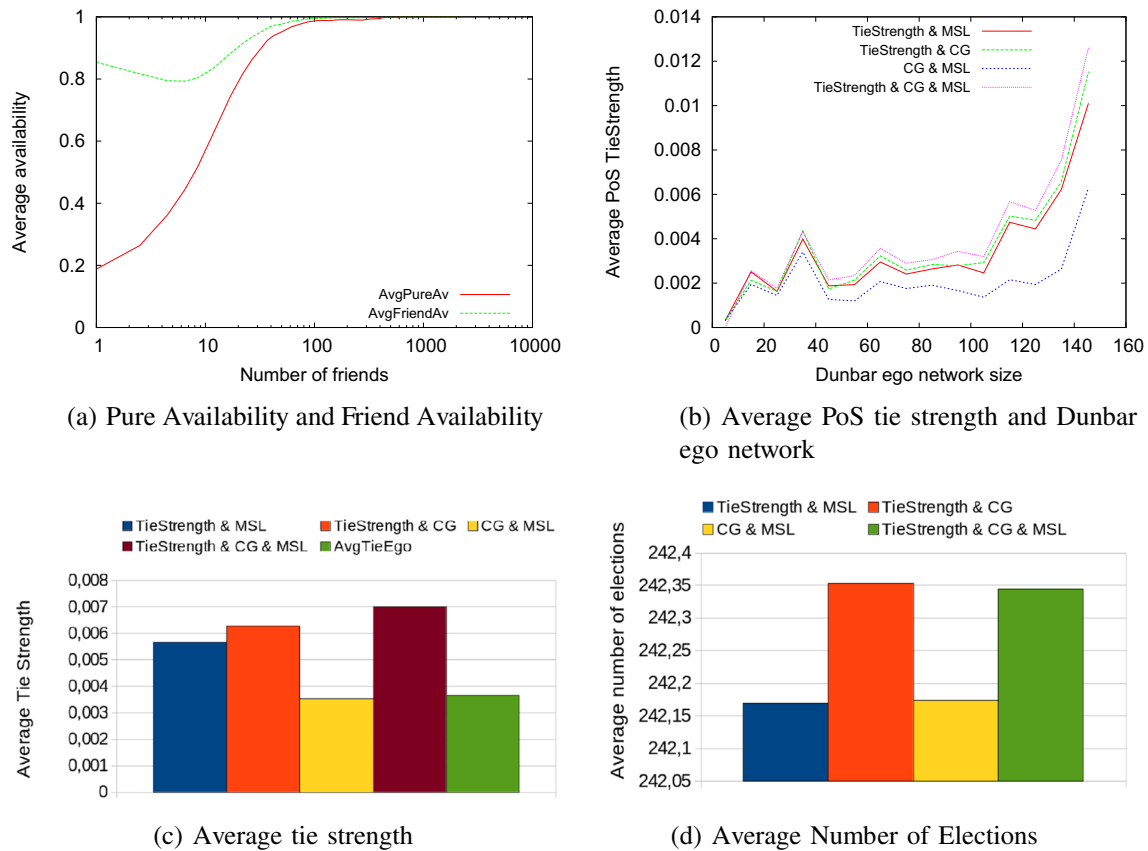 1
0.8
0.6
0.4
0.2
0
Average availability
AvgPureAv
AvgFriendAv
1 10 100 1000 10000
Number of friends
(a) Pure Availability and Friend Availability
0.014
0.012
0.01
0.008
0.006
0.004
0.002
0
Average PoS TieStrength
TieStrength & MSL
TieStrength & CG
CG & MSL
TieStrength & CG & MSL
0 20 40 60 80 100 120 140 160
Dunbar ego network size
(b) Average PoS tie strength and Dunbar
ego network
TieStrength & MSL TieStrength & CG CG & MSL
TieStrength & CG & MSL AvgTieEgo
0,008
0,007
0,006
0,005
0,004
0,003
0,002
0,001
0
Average Tie Strength
(c) Average tie strength
TieStrength & MSL TieStrength & CG
CG & MSL TieStrength & CG & MSL
242,4
242,35
242,3
242,25
242,2
242,15
242,1
242,05
Average number of elections
(d) Average Number of Elections